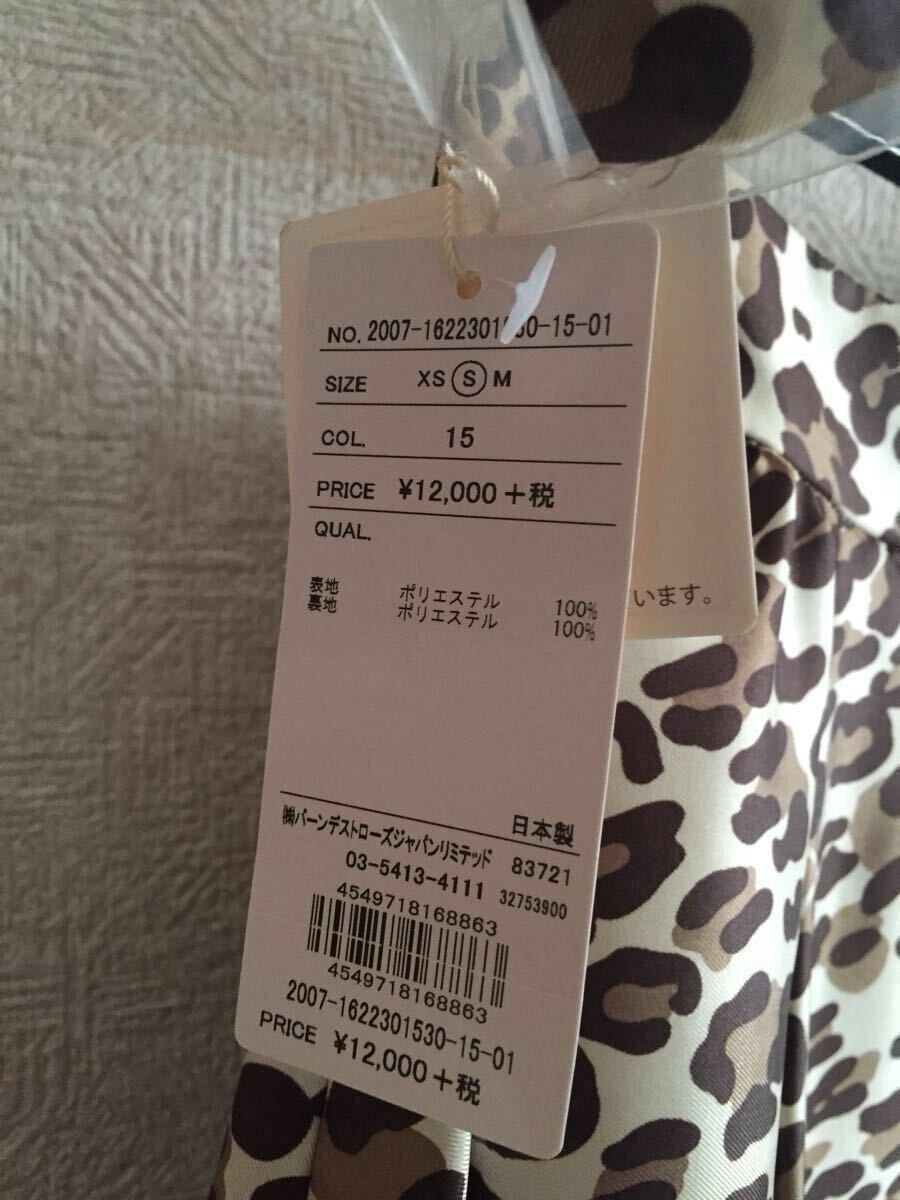 NO. 2007-1622301530-15-01
SIZE XS S M
COL. 15
PRICE ¥12,000+税
QUAL.
表地 ポリエステル 100%
裏地 ポリエステル 100%
います。
日本製
㈱バーンデストローズジャパンリミテッド 83721
03-5413-4111 32753900
4549718168863
4549718168863
2007-1622301530-15-01
PRICE ¥12,000+税